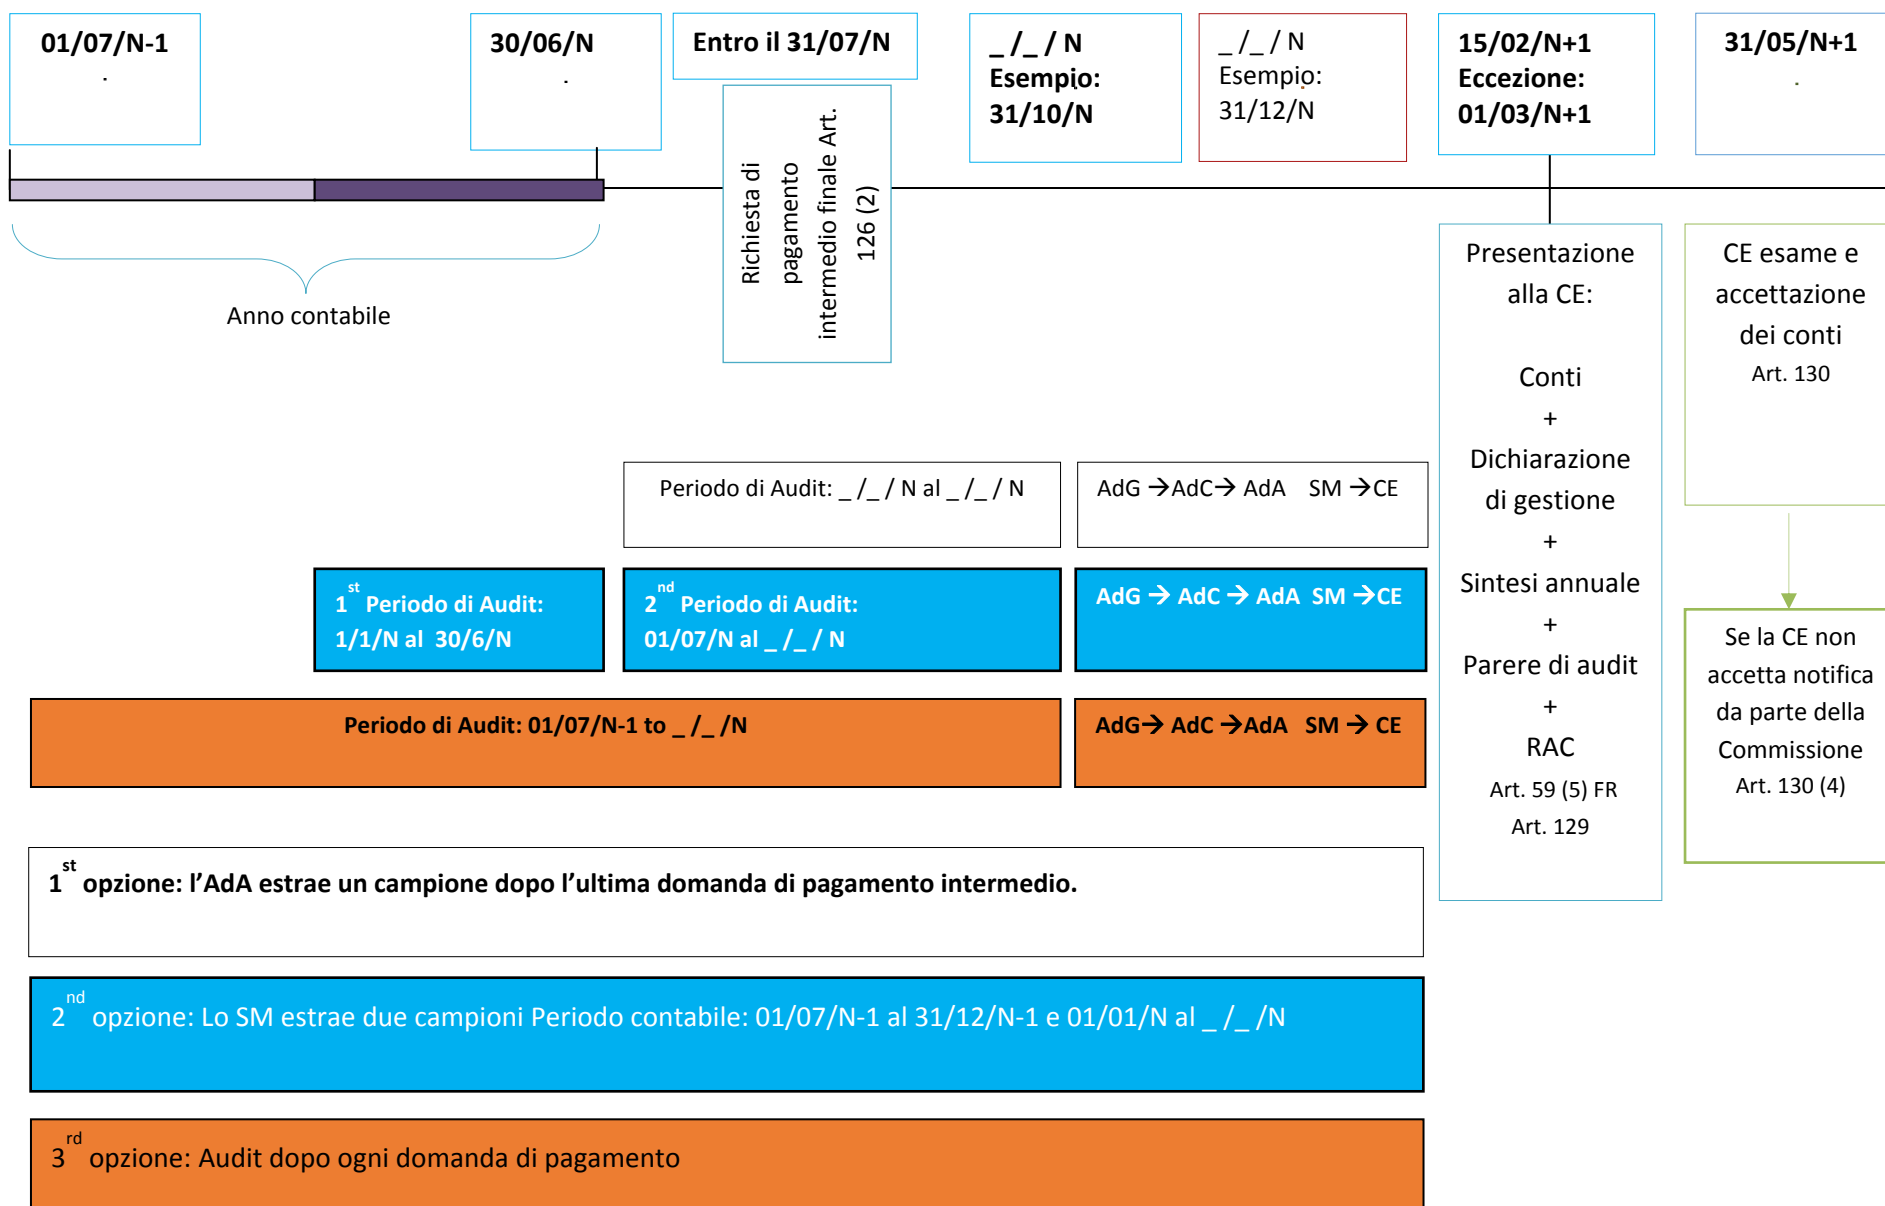 01/07/N-1
30/06/N
Entro il 31/07/N
_ /_ / N
Esempio:
31/10/N
_ /_ / N
Esempio:
31/12/N
15/02/N+1
Eccezione:
01/03/N+1
31/05/N+1
Anno contabile
Richiesta di
pagamento
intermedio finale Art.
126 (2)
Presentazione
alla CE:
Conti
+
Dichiarazione
di gestione
+
Sintesi annuale
+
Parere di audit
+
RAC
Art. 59 (5) FR
Art. 129
CE esame e
accettazione
dei conti
Art. 130
Se la CE non
accetta notifica
da parte della
Commissione
Art. 130 (4)
Periodo di Audit: _ /_ / N al _ /_ / N
AdG →AdC→ AdA   SM →CE
1st Periodo di Audit:
1/1/N al  30/6/N
2nd Periodo di Audit:
01/07/N al _ /_ / N
AdG → AdC → AdA  SM →CE
Periodo di Audit: 01/07/N-1 to _ /_ /N
AdG→ AdC →AdA   SM → CE
1st opzione: l’AdA estrae un campione dopo l’ultima domanda di pagamento intermedio.
2nd opzione: Lo SM estrae due campioni Periodo contabile: 01/07/N-1 al 31/12/N-1 e 01/01/N al _ /_ /N
3rd opzione: Audit dopo ogni domanda di pagamento